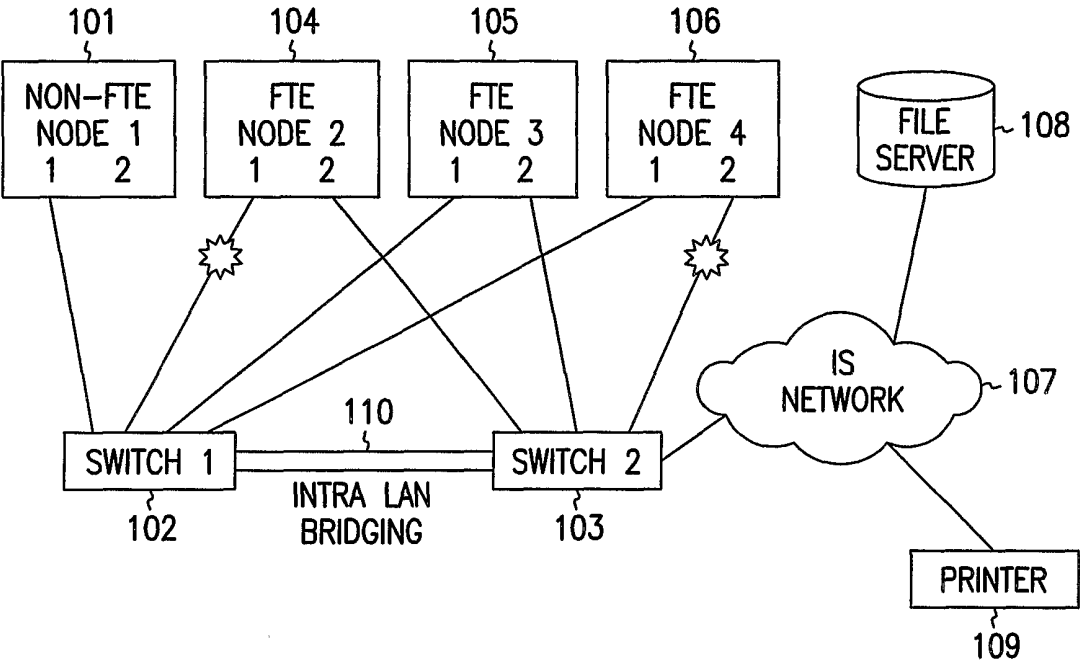 101
104
105
106
NON-FTE
NODE 1
1 2
FTE
NODE 2
1 2
FTE
NODE 3
1 2
FTE
NODE 4
1 2
FILE
SERVER
108
IS
NETWORK
107
110
SWITCH 1
SWITCH 2
INTRA LAN
BRIDGING
102
103
PRINTER
109